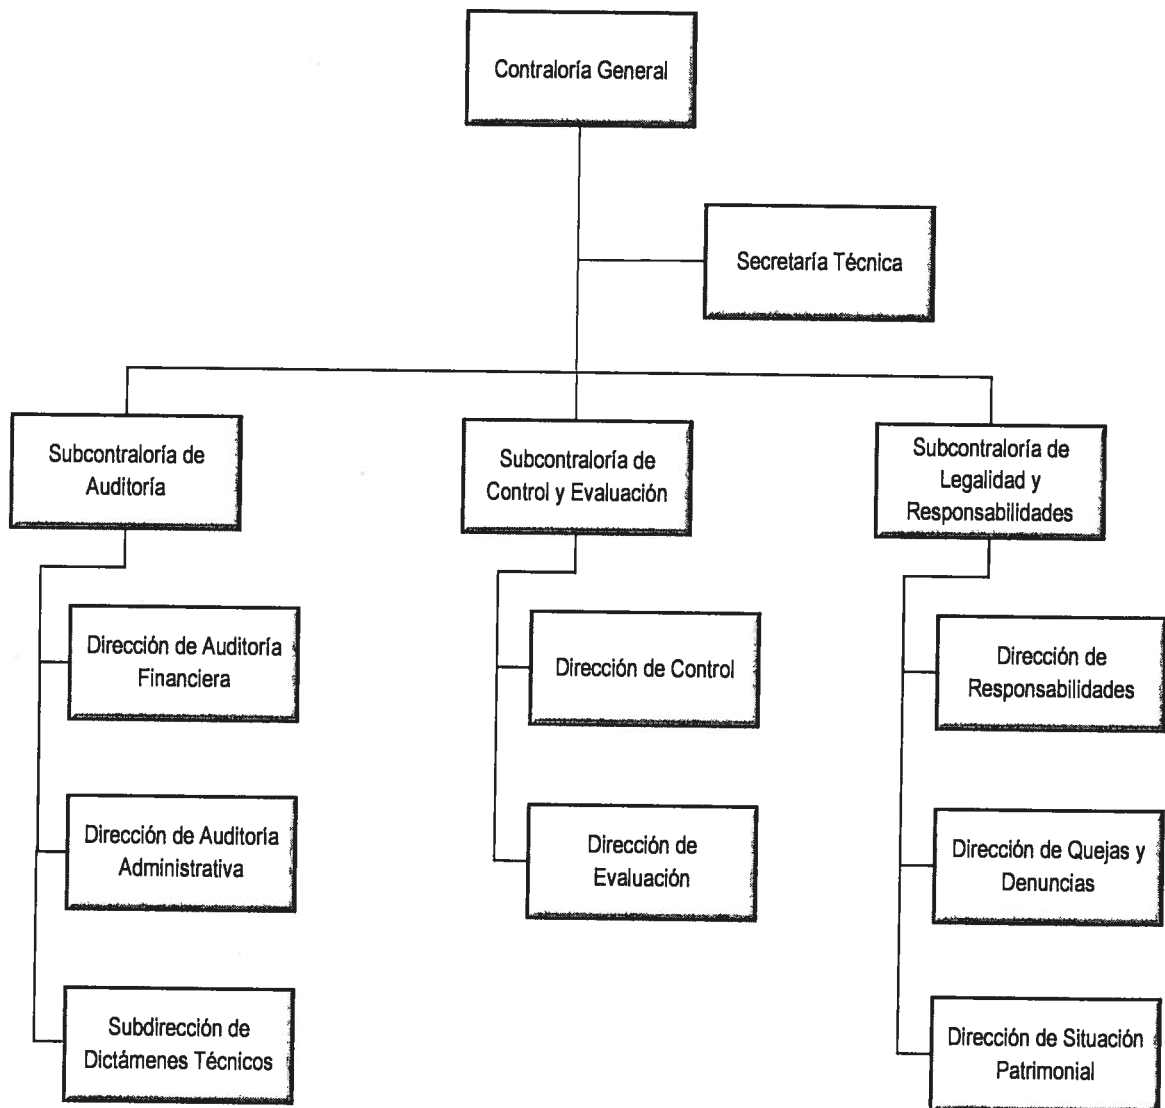 Contraloría General
Secretaría Técnica
Subcontraloría de
Auditoría
Subcontraloría de
Control y Evaluación
Subcontraloría de
Legalidad y
Responsabilidades
Dirección de Auditoría
Financiera
Dirección de Control
Dirección de
Responsabilidades
Dirección de Auditoría
Administrativa
Dirección de
Evaluación
Dirección de Quejas y
Denuncias
Subdirección de
Dictámenes Técnicos
Dirección de Situación
Patrimonial